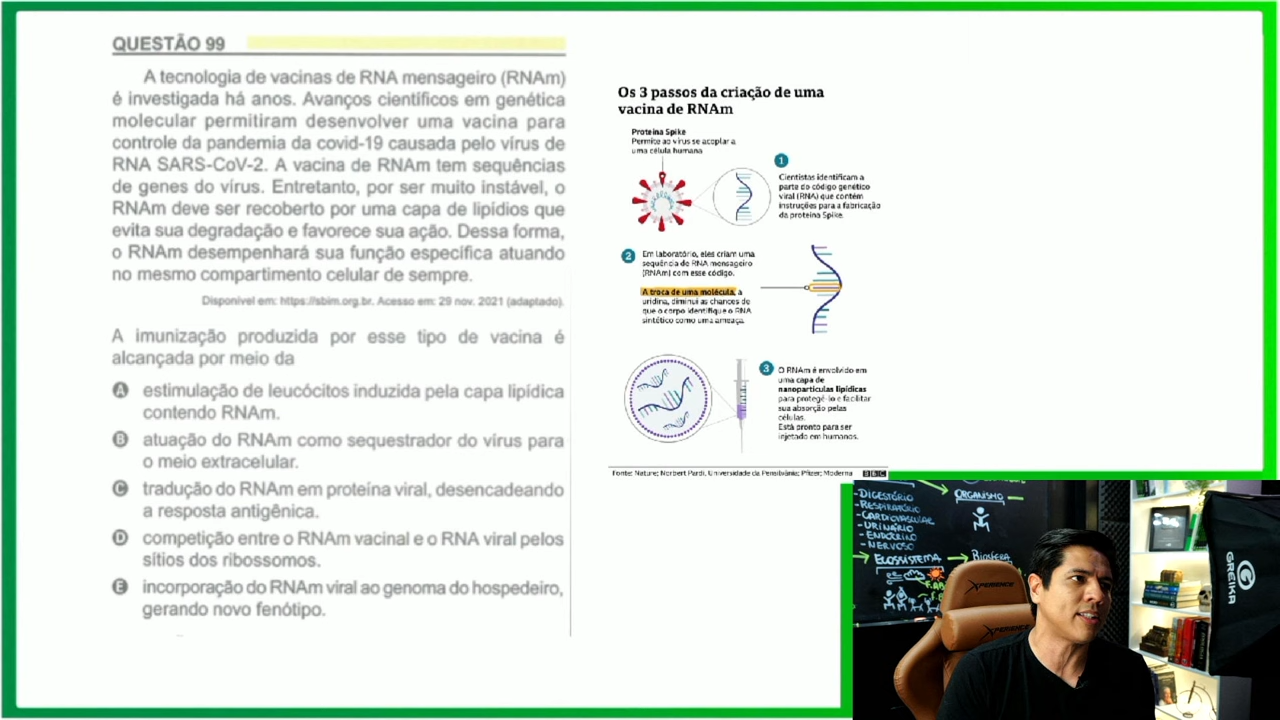 QUESTÃO 99
A tecnologia de vacinas de RNA mensageiro (RNAm)
é investigada há anos. Avanços científicos em genética
molecular permitiram desenvolver uma vacina para
controle da pandemia da covid-19 causada pelo vírus de
RNA SARS-CoV-2. A vacina de RNAm tem sequências
de genes do vírus. Entretanto, por ser muito instável, o
RNAm deve ser recoberto por uma capa de lipídios que
evita sua degradação e favorece sua ação. Dessa forma,
o RNAm desempenhará sua função específica atuando
no mesmo compartimento celular de sempre.
Disponível em: https://sbim.org.br. Acesso em: 29 nov. 2021 (adaptado).
A imunização produzida por esse tipo de vacina é
alcançada por meio da
A estimulação de leucócitos induzida pela capa lipídica
contendo RNAm.
B atuação do RNAm como sequestrador do vírus para
o meio extracelular.
C tradução do RNAm em proteína viral, desencadeando
a resposta antigênica.
D competição entre o RNAm vacinal e o RNA viral pelos
sítios dos ribossomos.
E incorporação do RNAm viral ao genoma do hospedeiro,
gerando novo fenótipo.
Os 3 passos da criação de uma
vacina de RNAm
Proteína Spike
Permite ao vírus se acoplar a
uma célula humana
1
Cientistas identificam a
parte do código genético
viral (RNA) que contém
instruções para a fabricação
da proteína Spike.
2
Em laboratório, eles criam uma
sequência de RNA mensageiro
(RNAm) com esse código.
A troca de uma molécula, a
uridina, diminui as chances de
que o corpo identifique o RNA
sintético como uma ameaça.
3
O RNAm é envolvido em
uma capa de
nanopartículas lipídicas
para protegê-lo e facilitar
sua absorção pelas
células.
Está pronto para ser
injetado em humanos.
Fonte: Nature; Norbert Pardi, Universidade da Pensilvânia; Pfizer; Moderna
BBC
-DIGESTÓRIO
-RESPIRATÓRIO
-CARDIOVASCULAR
-URINÁRIO
-ENDÓCRINO
-NERVOSO
ORGANISMO
ECOSSISTEMA
BIOSFERA
XPERIENCE
GREIKA